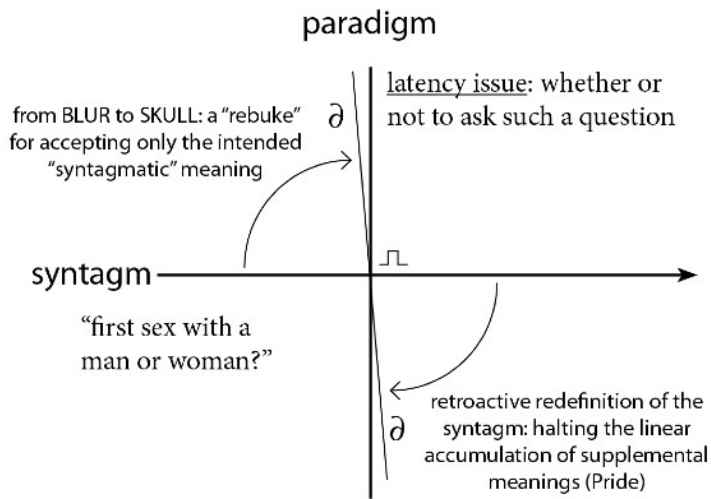 paradigm
latency issue: whether or
not to ask such a question
from BLUR to SKULL: a “rebuke”
for accepting only the intended
“syntagmatic” meaning
∂
syntagm
“first sex with a
man or woman?”
∂
retroactive redefinition of the
syntagm: halting the linear
accumulation of supplemental
meanings (Pride)